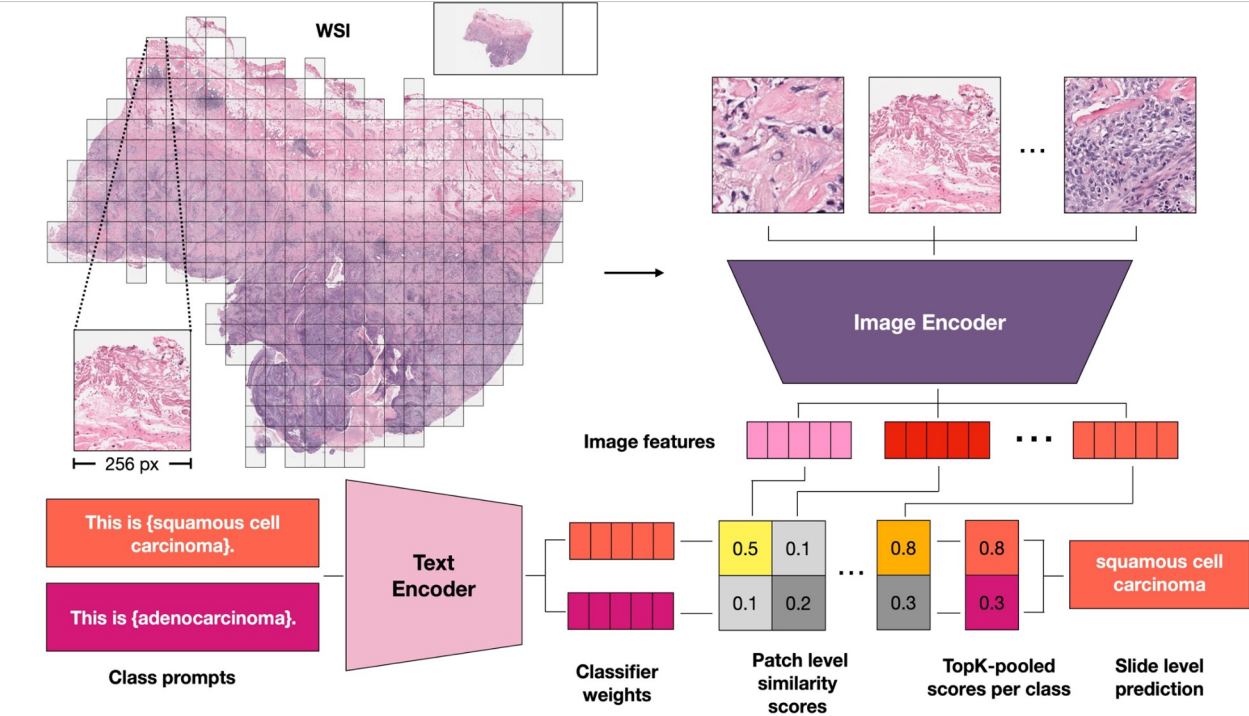 WSI
256 px
Image Encoder
Image features
This is {squamous cell
carcinoma}.
This is {adenocarcinoma}.
Class prompts
Text
Encoder
Classifier
weights
0.5
0.1
0.1
0.2
...
0.8
0.3
0.8
0.3
Patch level
similarity
scores
TopK-pooled
scores per class
squamous cell
carcinoma
Slide level
prediction